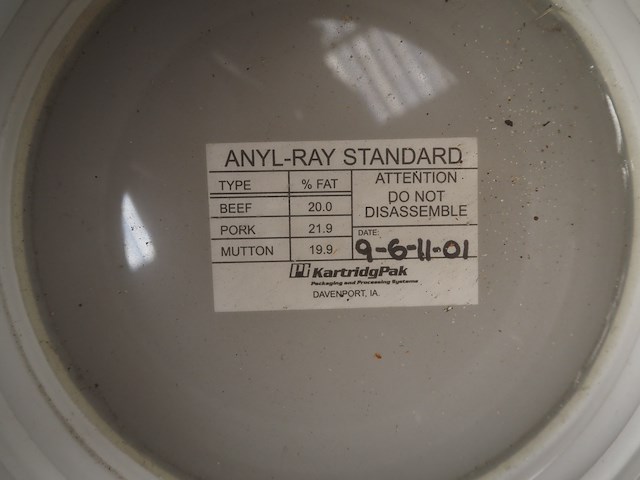 ANYL-RAY STANDARD
TYPE % FAT
BEEF 20.0
PORK 21.9
MUTTON 19.9
ATTENTION
DO NOT
DISASSEMBLE
DATE:
9-6-11-01
KartridgPak
Packaging and Processing Systems
DAVENPORT, IA.